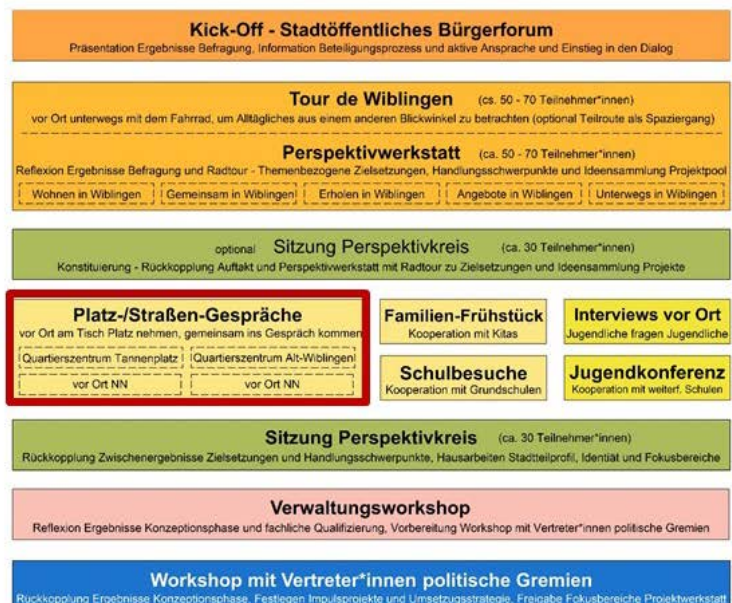 Kick-Off - Stadtöffentliches Bürgerforum
Präsentation Ergebnisse Befragung, Information Beteiligungsprozess und aktive Ansprache und Einstieg in den Dialog
Tour de Wiblingen (cs. 50 - 70 Teilnehmer*innen)
vor Ort unterwegs mit dem Fahrrad, um Alltägliches aus einem anderen Blickwinkel zu betrachten (optional Teilroute als Spaziergang)
Perspektivwerkstatt (ca. 50 - 70 Teilnehmer*innen)
Reflexion Ergebnisse Befragung und Radtour - Themenbezogene Zielsetzungen, Handlungsschwerpunkte und Ideensammlung Projektpool
Wohnen in Wiblingen Gemeinsam in Wiblingen Erholen in Wiblingen Angebote in Wiblingen Unterwegs in Wiblingen
optional Sitzung Perspektivkreis (ca. 30 Teilnehmer*innen)
Konstituierung - Rückkopplung Auftakt und Perspektivwerkstatt mit Radtour zu Zielsetzungen und Ideensammlung Projekte
Platz-/Straßen-Gespräche
vor Ort am Tisch Platz nehmen, gemeinsam ins Gespräch kommen
Quartierszentrum Tannenplatz Quartierszentrum Alt-Wiblingen
vor Ort NN vor Ort NN
Familien-Frühstück
Kooperation mit Kitas
Interviews vor Ort
Jugendliche fragen Jugendliche
Schulbesuche
Kooperation mit Grundschulen
Jugendkonferenz
Kooperation mit weiterf. Schulen
Sitzung Perspektivkreis (ca. 30 Teilnehmer*innen)
Rückkopplung Zwischenergebnisse Zielsetzungen und Handlungsschwerpunkte, Hausarbeiten Stadtteilprofil, Identiät und Fokusbereiche
Verwaltungsworkshop
Reflexion Ergebnisse Konzeptionsphase und fachliche Qualifizierung, Vorbereitung Workshop mit Vertreter*innen politische Gremien
Workshop mit Vertreter*innen politische Gremien
Rückkopplung Ergebnisse Konzeptionsphase, Festlegen Impulsprojekte und Umsetzugsstrategie, Freigabe Fokusbereiche Projektwerkstatt